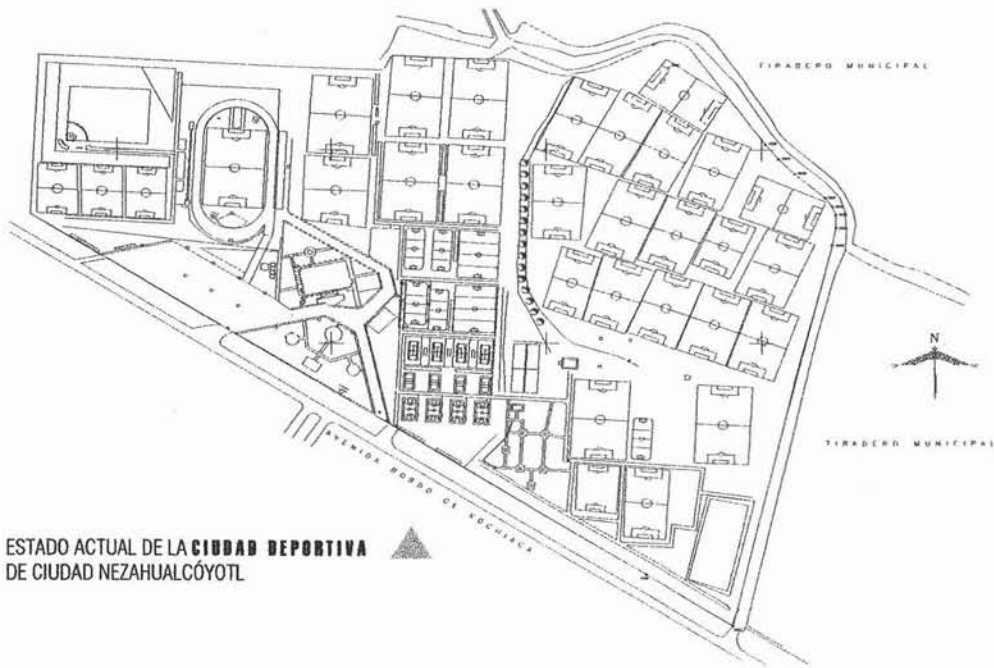 TIRADERO MUNICIPAL
N
TIRADERO MUNICIPAL
AVENIDA BORDO DE XOCHIACA
ESTADO ACTUAL DE LA CIUDAD DEPORTIVA
DE CIUDAD NEZAHUALCÓYOTL